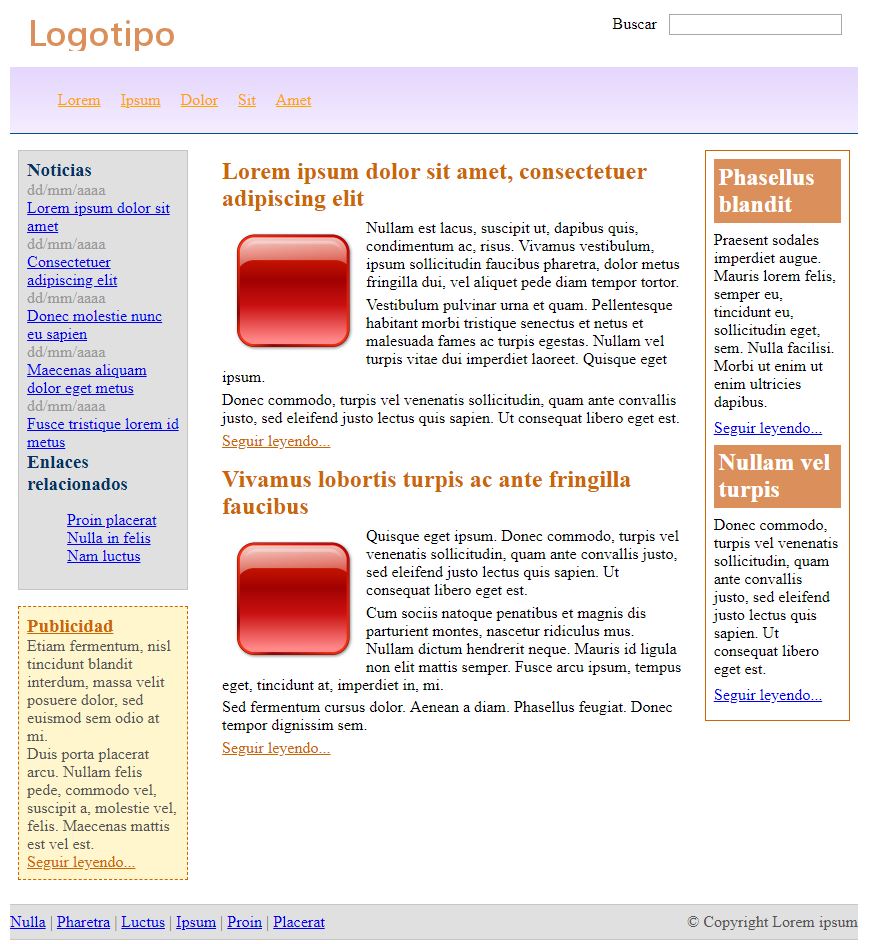 Logotipo
Buscar
Lorem Ipsum Dolor Sit Amet
Noticias
dd/mm/aaaa
Lorem ipsum dolor sit
amet
dd/mm/aaaa
Consectetuer
adipiscing elit
dd/mm/aaaa
Donec molestie nunc
eu sapien
dd/mm/aaaa
Maecenas aliquam
dolor eget metus
dd/mm/aaaa
Fusce tristique lorem id
metus
Enlaces
relacionados
Proin placerat
Nulla in felis
Nam luctus
Publicidad
Etiam fermentum, nisl
tincidunt blandit
interdum, massa velit
posuere dolor, sed
euismod sem odio at
mi.
Duis porta placerat
arcu. Nullam felis
pede, commodo vel,
suscipit a, molestie vel,
felis. Maecenas mattis
est vel est.
Seguir leyendo...
Lorem ipsum dolor sit amet, consectetuer
adipiscing elit
Nullam est lacus, suscipit ut, dapibus quis,
condimentum ac, risus. Vivamus vestibulum,
ipsum sollicitudin faucibus pharetra, dolor metus
fringilla dui, vel aliquet pede diam tempor tortor.
Vestibulum pulvinar urna et quam. Pellentesque
habitant morbi tristique senectus et netus et
malesuada fames ac turpis egestas. Nullam vel
turpis vitae dui imperdiet laoreet. Quisque eget
ipsum.
Donec commodo, turpis vel venenatis sollicitudin, quam ante convallis
justo, sed eleifend justo lectus quis sapien. Ut consequat libero eget est.
Seguir leyendo...
Vivamus lobortis turpis ac ante fringilla
faucibus
Quisque eget ipsum. Donec commodo, turpis vel
venenatis sollicitudin, quam ante convallis justo,
sed eleifend justo lectus quis sapien. Ut
consequat libero eget est.
Cum sociis natoque penatibus et magnis dis
parturient montes, nascetur ridiculus mus.
Nullam dictum hendrerit neque. Mauris id ligula
non elit mattis semper. Fusce arcu ipsum, tempus
eget, tincidunt at, imperdiet in, mi.
Sed fermentum cursus dolor. Aenean a diam. Phasellus feugiat. Donec
tempor dignissim sem.
Seguir leyendo...
Phasellus
blandit
Praesent sodales
imperdiet augue.
Mauris lorem felis,
semper eu,
tincidunt eu,
sollicitudin eget,
sem. Nulla facilisi.
Morbi ut enim ut
enim ultricies
dapibus.
Seguir leyendo...
Nullam vel
turpis
Donec commodo,
turpis vel venenatis
sollicitudin, quam
ante convallis
justo, sed eleifend
justo lectus quis
sapien. Ut
consequat libero
eget est.
Seguir leyendo...
Nulla | Pharetra | Luctus | Ipsum | Proin | Placerat
© Copyright Lorem ipsum